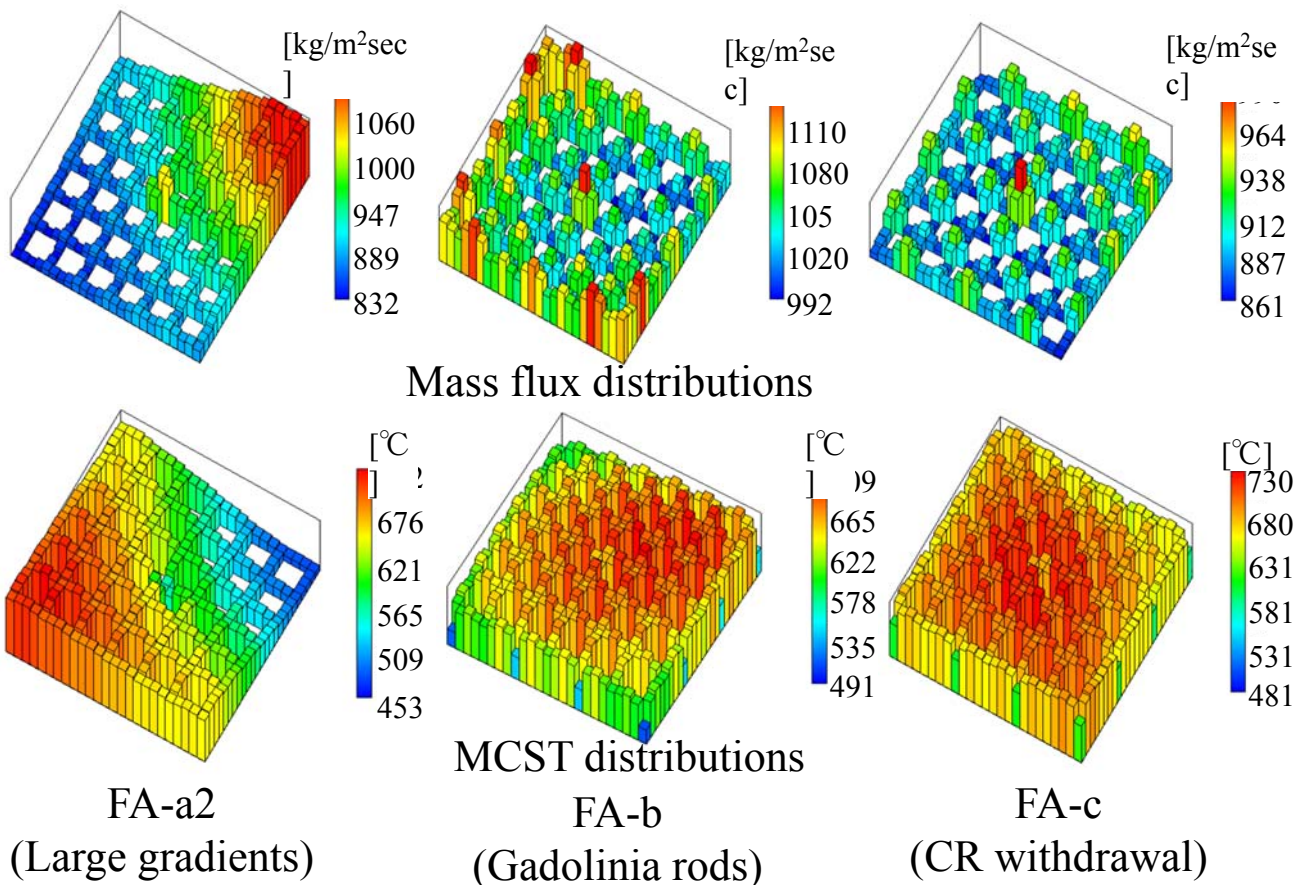 [kg/m²sec
]
1060
1000
947
889
832
[kg/m²se
c]
1110
1080
105
1020
992
[kg/m²se
c]
964
938
912
887
861
Mass flux distributions
[℃
]
676
621
565
509
453
[℃
]
665
622
578
535
491
[℃]
730
680
631
581
531
481
MCST distributions
FA-a2
(Large gradients)
FA-b
(Gadolinia rods)
FA-c
(CR withdrawal)